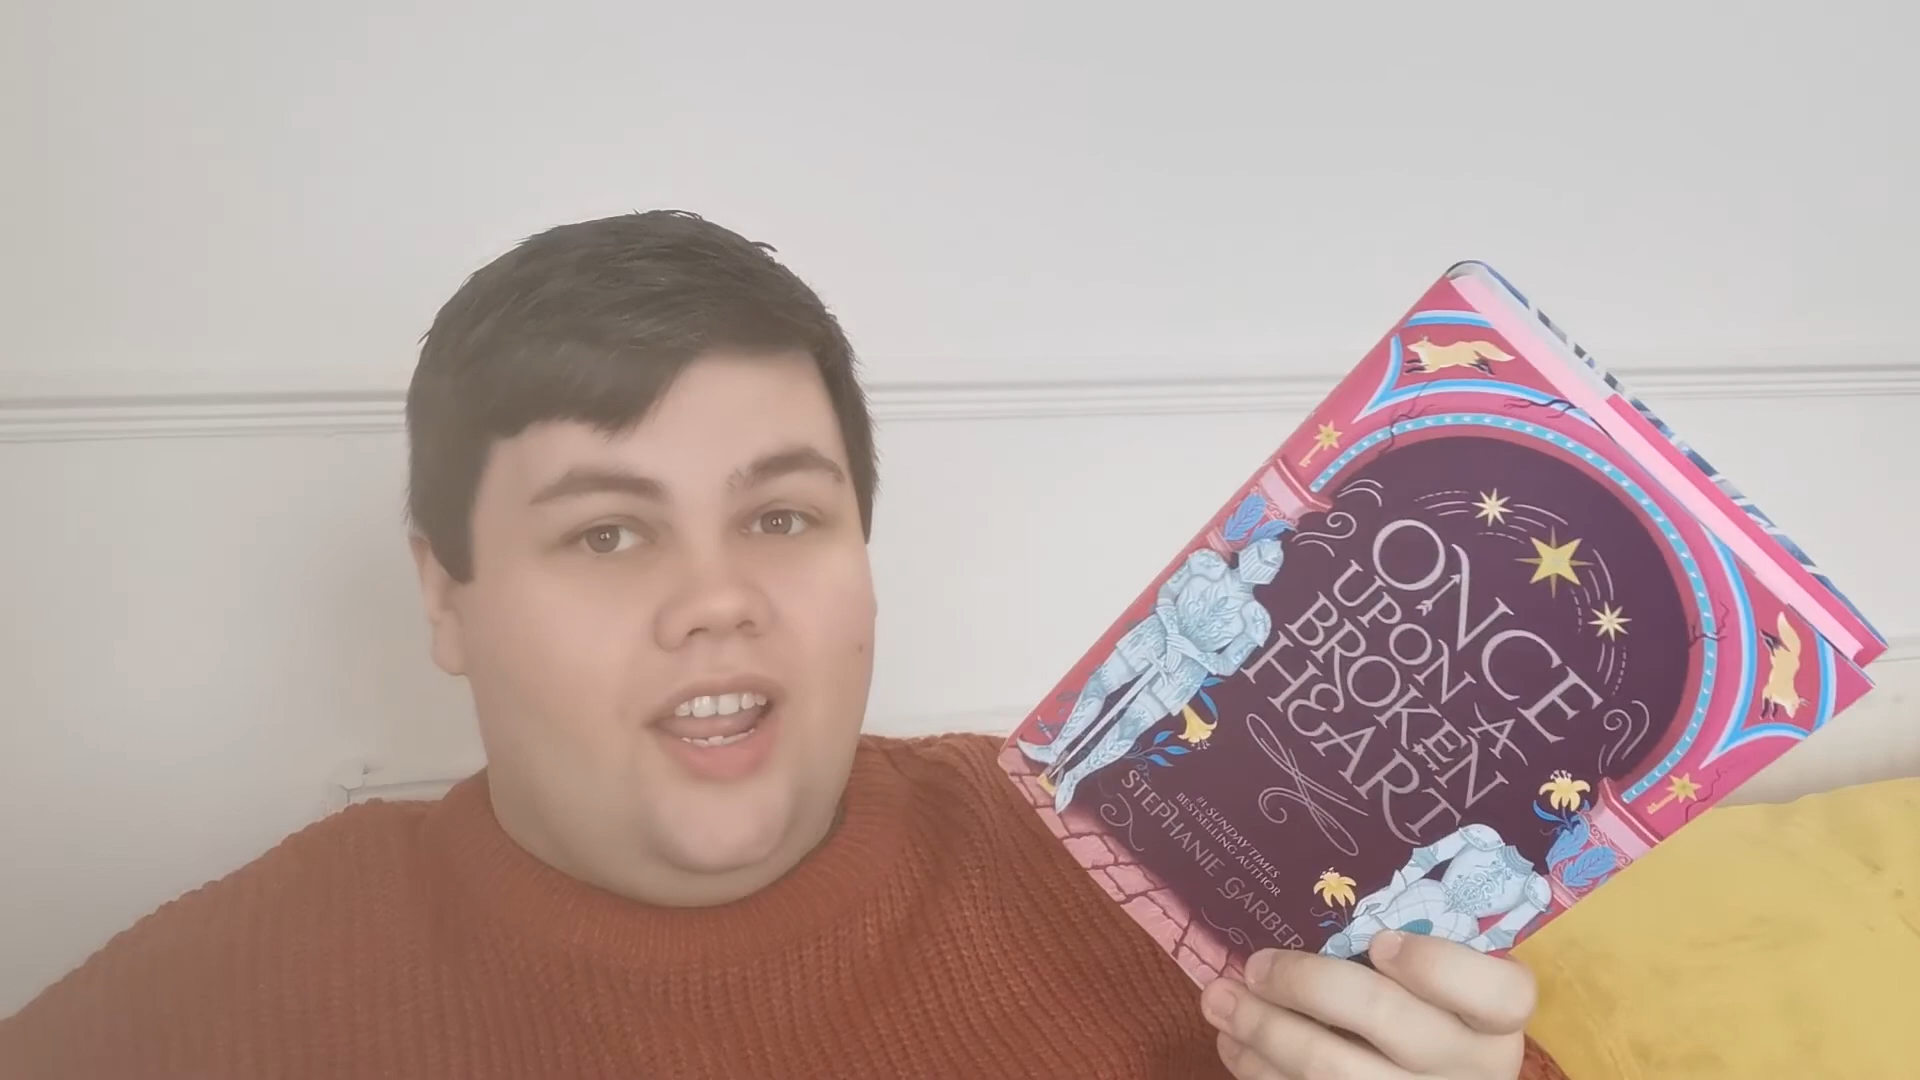 ONCE
UPON A
BROKEN
HEART
#1 SUNDAY TIMES
BESTSELLING AUTHOR
STEPHANIE GARBER